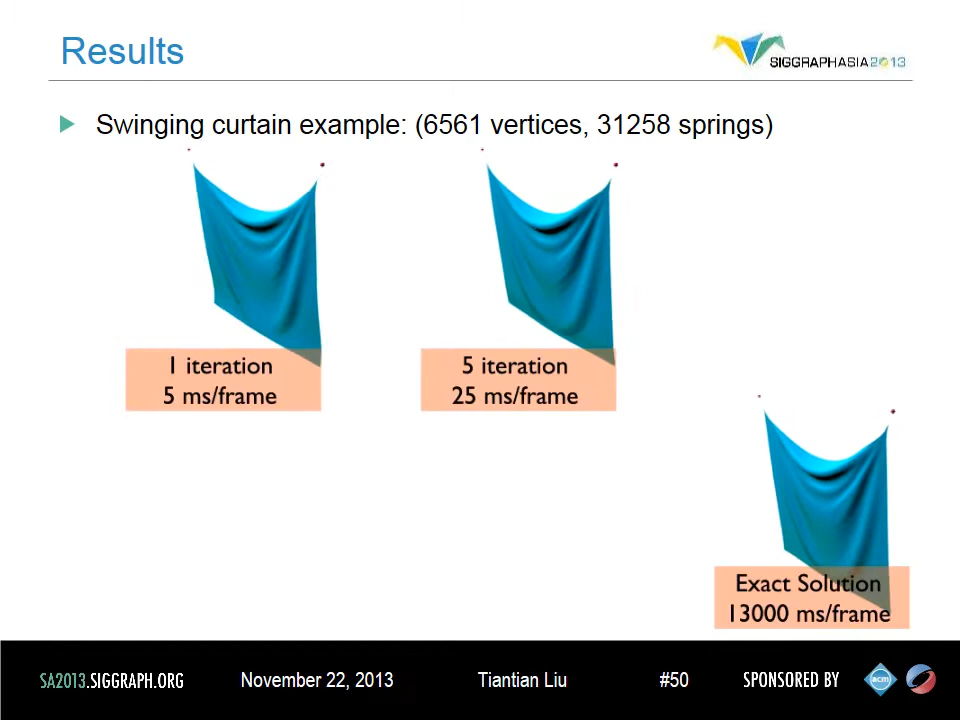 Results
SIGGRAPHASIA2013
Swinging curtain example: (6561 vertices, 31258 springs)
1 iteration
5 ms/frame
5 iteration
25 ms/frame
Exact Solution
13000 ms/frame
SA2013.SIGGRAPH.ORG
November 22, 2013
Tiantian Liu
#50
SPONSORED BY
acm